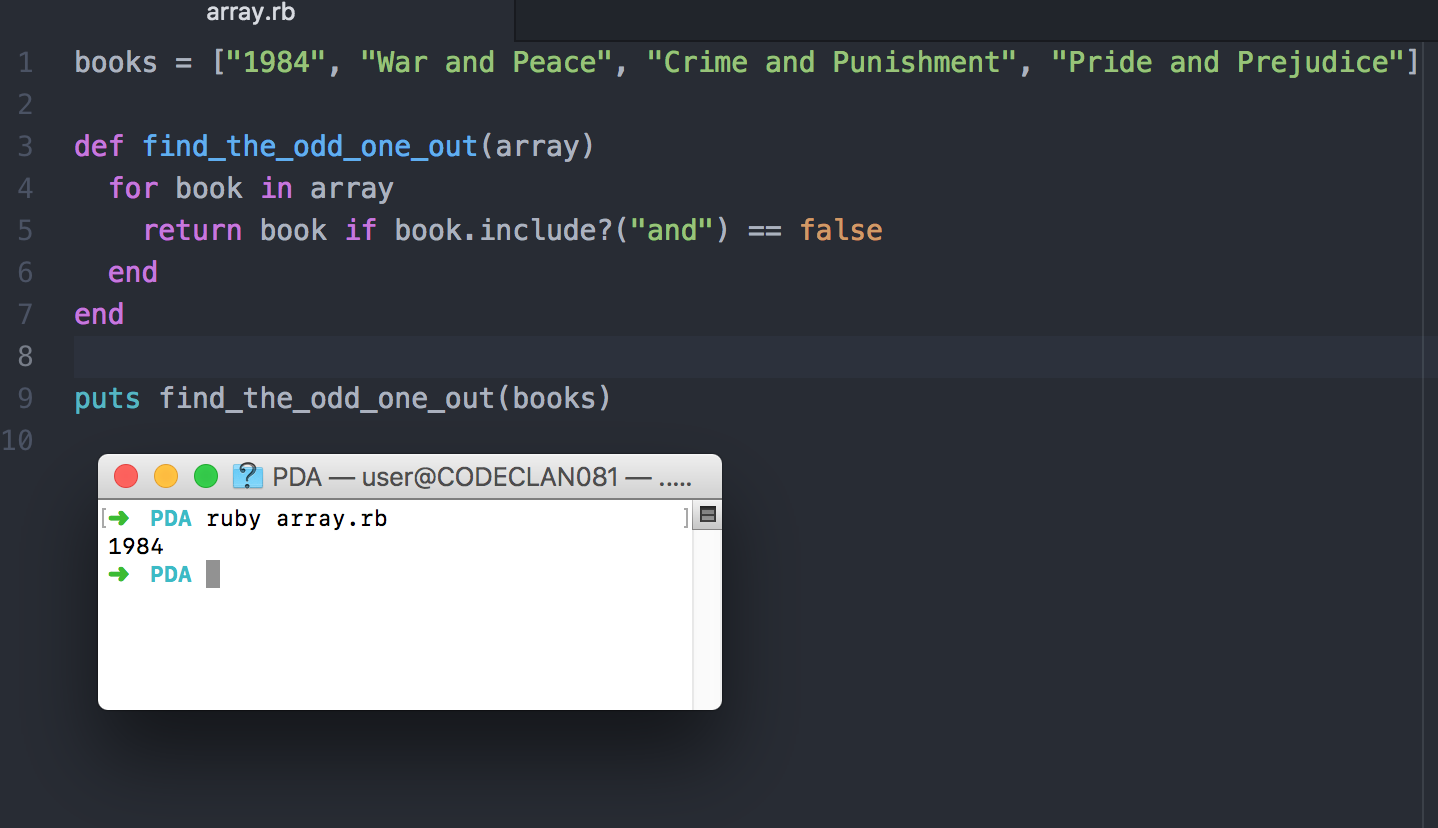 array.rb
1 books = ["1984", "War and Peace", "Crime and Punishment", "Pride and Prejudice"]
2
3 def find_the_odd_one_out(array)
4   for book in array
5     return book if book.include?("and") == false
6   end
7 end
8
9 puts find_the_odd_one_out(books)
10
PDA — user@CODECLAN081 — .....
[➜  PDA ruby array.rb ]
1984
➜  PDA